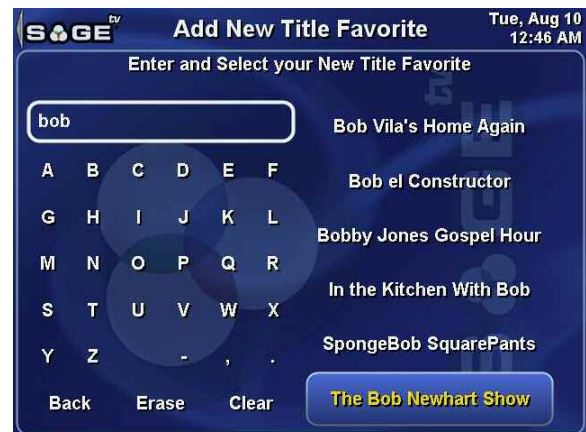 SAGE tv
Add New Title Favorite
Tue, Aug 10
12:46 AM
Enter and Select your New Title Favorite
bob
A B C D E F
G H I J K L
M N O P Q R
S T U V W X
Y Z - , .
Back Erase Clear
Bob Vila's Home Again
Bob el Constructor
Bobby Jones Gospel Hour
In the Kitchen With Bob
SpongeBob SquarePants
The Bob Newhart Show
SAGE